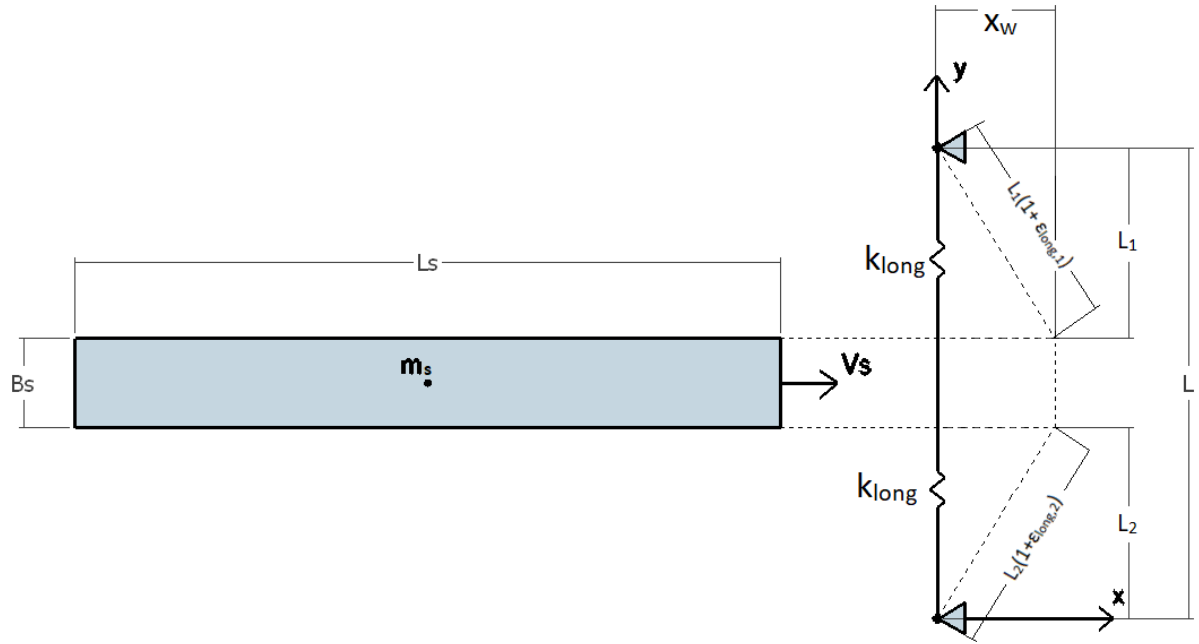 Xw
y
L1(1+ εlong,1)
L1
klong
Ls
ms
Vs
Bs
L
klong
L2
L2(1+εlong,2)
x